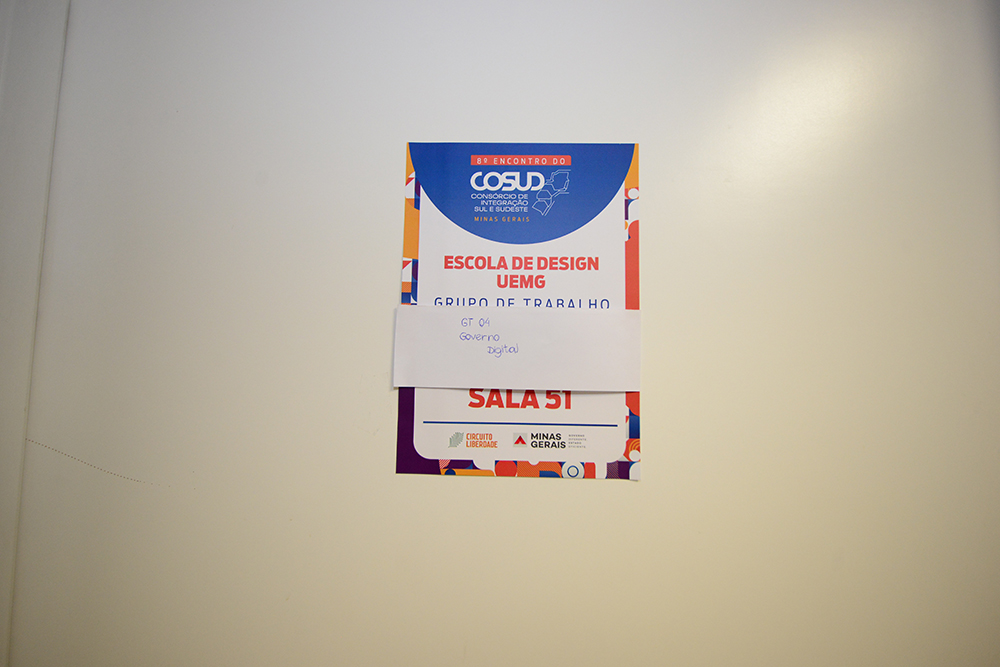 8º ENCONTRO DO
COSUD
CONSÓRCIO DE
INTEGRAÇÃO
SUL E SUDESTE
MINAS GERAIS
ESCOLA DE DESIGN
UEMG
GRUPO DE TRABALHO
GT 04
Governo
Digital
SALA 51
CIRCUITO
LIBERDADE
MINAS
GERAIS